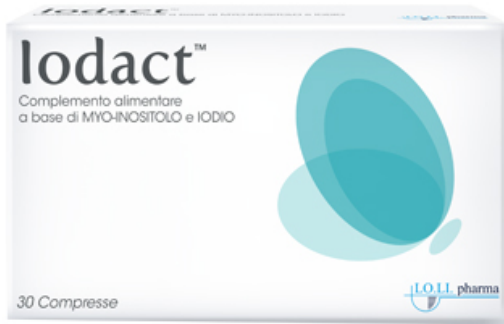 Iodact™
Complemento alimentare
a base di MYO-INOSITOLO e IODIO
30 Compresse
LO.LI. pharma